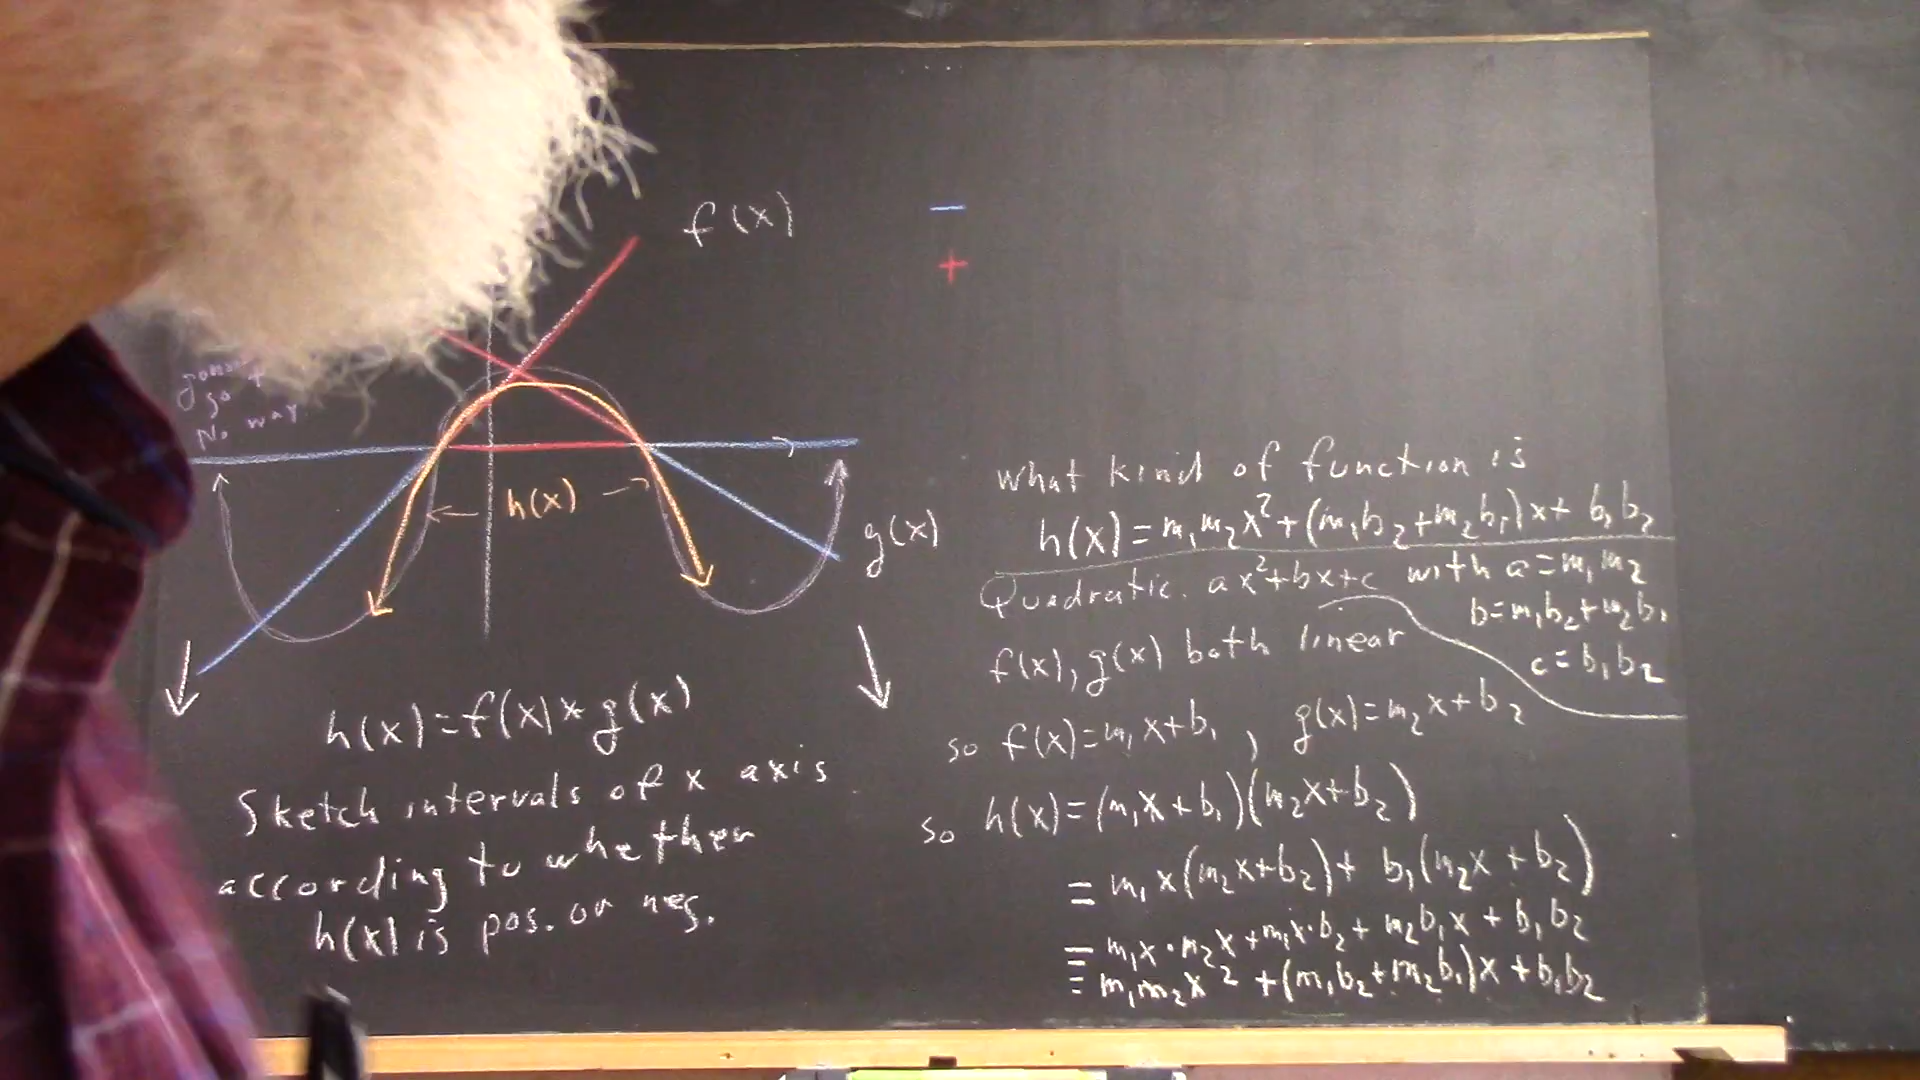 f(x)
−
+
go
No way
h(x)
g(x)
h(x)=f(x)*g(x)
Sketch intervals of x axis
according to whether
h(x) is pos. or neg.
what kind of function is
h(x)=m₁m₂x²+(m₁b₂+m₂b₁)x+b₁b₂
Quadratic. ax²+bx+c with a=m₁m₂
b=m₁b₂+m₂b₁
c=b₁b₂
f(x), g(x) both linear
so f(x)=m₁x+b₁, g(x)=m₂x+b₂
so h(x)=(m₁x+b₁)(m₂x+b₂)
= m₁x(m₂x+b₂)+ b₁(m₂x+b₂)
= m₁x·m₂x+m₁x·b₂+ m₂b₁x + b₁b₂
= m₁m₂x² +(m₁b₂+m₂b₁)x +b₁b₂